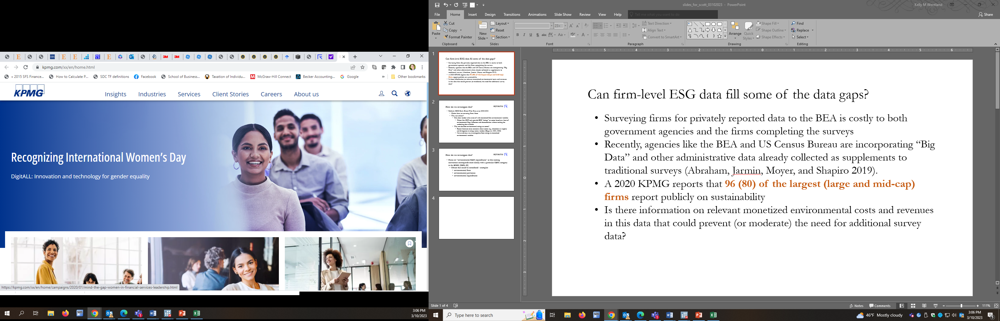 kpmg.com/xx/en/home.html
» 2015 SFS Finance...
How to Calculate P...
SDC TF definitions
Facebook
School of Business...
Taxation of Individu...
McGraw-Hill Connect
Becker Accounting...
Google
»
Other bookmarks
KPMG
Insights
Industries
Services
Client Stories
Careers
About us
Recognizing International Women's Day
DigitALL: Innovation and technology for gender equality
https://kpmg.com/xx/en/home/campaigns/2020/01/mind-the-gap-women-in-financial-services-leadership.html
3:06 PM
3/10/2023
slides_for_scott_03102023 - PowerPoint
Kelly M Wentland
File
Home
Insert
Design
Transitions
Animations
Slide Show
Review
View
Help
Tell me what you want to do
Share
Paste
Cut
Copy
Format Painter
Clipboard
New
Slide
Layout
Reset
Section
Slides
23+
Font
Text Direction
Align Text
Convert to SmartArt
Paragraph
Arrange
Quick
Styles
Shape Fill
Shape Outline
Shape Effects
Drawing
Find
Replace
Select
Editing
1
Can firm-level ESG data fill some of the data gaps?
2
How do we investigate this?
REFINITIV
3
How do we investigate this?
REFINITIV
4
Can firm-level ESG data fill some of the data gaps?
• Surveying firms for privately reported data to the BEA is costly to both
government agencies and the firms completing the surveys
• Recently, agencies like the BEA and US Census Bureau are incorporating “Big
Data” and other administrative data already collected as supplements to
traditional surveys (Abraham, Jarmin, Moyer, and Shapiro 2019).
• A 2020 KPMG reports that 96 (80) of the largest (large and mid-cap)
firms report publicly on sustainability
• Is there information on relevant monetized environmental costs and revenues
in this data that could prevent (or moderate) the need for additional survey
data?
Slide 1 of 4
Notes
Comments
111%
Type here to search
46°F Mostly cloudy
3:06 PM
3/10/2023